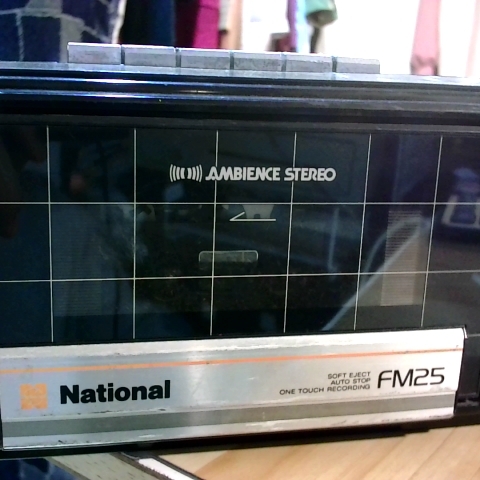 AMBIENCE STEREO
National
SOFT EJECT
AUTO STOP
ONE TOUCH RECORDING
FM25